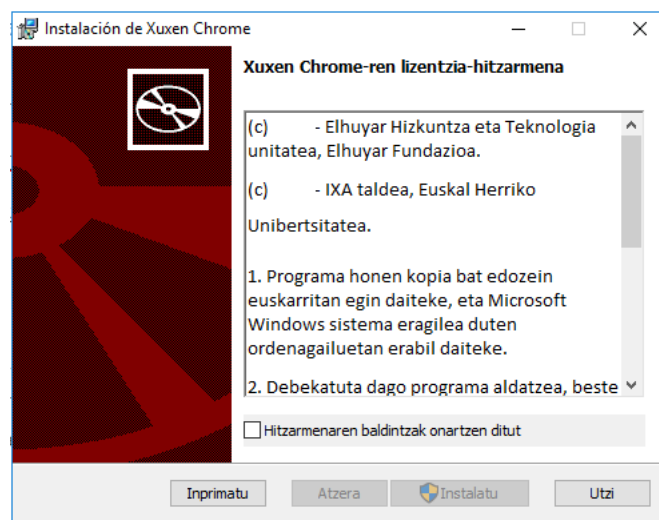 Instalación de Xuxen Chrome
Xuxen Chrome-ren lizentzia-hitzarmena
(c) - Elhuyar Hizkuntza eta Teknologia
unitatea, Elhuyar Fundazioa.
(c) - IXA taldea, Euskal Herriko
Unibertsitatea.
1. Programa honen kopia bat edozein
euskarritan egin daiteke, eta Microsoft
Windows sistema eragilea duten
ordenagailuetan erabil daiteke.
2. Debekatuta dago programa aldatzea, beste
Hitzarmenaren baldintzak onartzen ditut
Inprimatu Atzera Instalatu Utzi